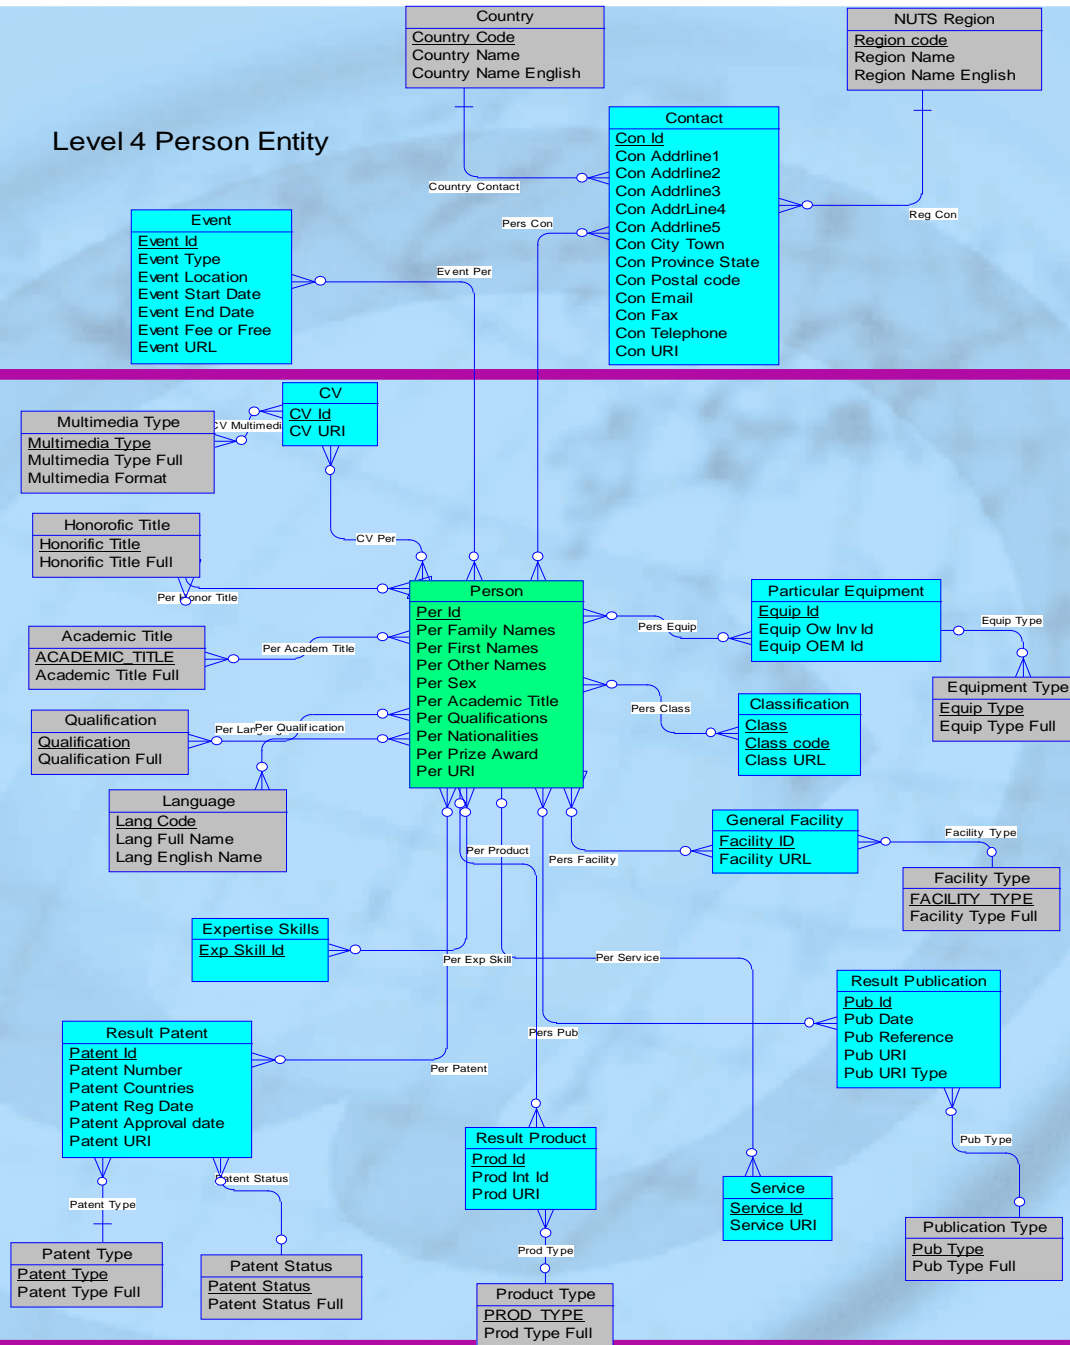 Country
Country Code
Country Name
Country Name English
NUTS Region
Region code
Region Name
Region Name English
Level 4 Person Entity
Contact
Con Id
Con Addrline1
Con Addrline2
Con Addrline3
Con AddrLine4
Con Addrline5
Con City Town
Con Province State
Con Postal code
Con Email
Con Fax
Con Telephone
Con URI
Country Contact
Reg Con
Pers Con
Event
Event Id
Event Type
Event Location
Event Start Date
Event End Date
Event Fee or Free
Event URL
Event Per
CV
CV Id
CV URI
CV Multimedi
Multimedia Type
Multimedia Type
Multimedia Type Full
Multimedia Format
CV Per
Honorofic Title
Honorific Title
Honorific Title Full
Per Honor Title
Person
Per Id
Per Family Names
Per First Names
Per Other Names
Per Sex
Per Academic Title
Per Qualifications
Per Nationalities
Per Prize Award
Per URI
Particular Equipment
Equip Id
Equip Ow Inv Id
Equip OEM Id
Pers Equip
Equip Type
Equipment Type
Equip Type
Equip Type Full
Academic Title
ACADEMIC_TITLE
Academic Title Full
Per Academ Title
Pers Class
Classification
Class
Class code
Class URL
Qualification
Qualification
Qualification Full
Per Lang
Per Qualification
Language
Lang Code
Lang Full Name
Lang English Name
General Facility
Facility ID
Facility URL
Pers Facility
Facility Type
Facility Type
FACILITY_TYPE
Facility Type Full
Per Product
Expertise Skills
Exp Skill Id
Per Exp Skill
Per Service
Result Publication
Pub Id
Pub Date
Pub Reference
Pub URI
Pub URI Type
Pers Pub
Result Patent
Patent Id
Patent Number
Patent Countries
Patent Reg Date
Patent Approval date
Patent URI
Per Patent
Result Product
Prod Id
Prod Int Id
Prod URI
Pub Type
Service
Service Id
Service URI
Patent Status
Patent Type
Publication Type
Pub Type
Pub Type Full
Patent Type
Patent Type
Patent Type Full
Patent Status
Patent Status
Patent Status Full
Prod Type
Product Type
PROD_TYPE
Prod Type Full